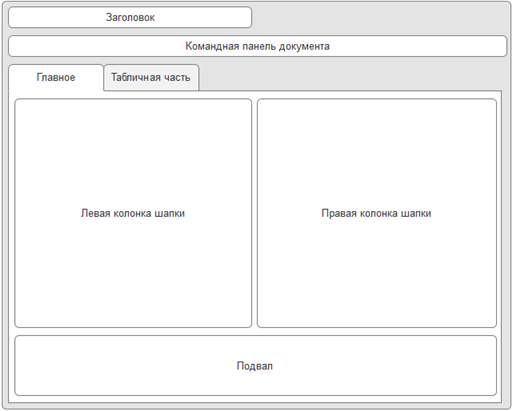 Заголовок
Командная панель документа
Главное
Табличная часть
Левая колонка шапки
Правая колонка шапки
Подвал